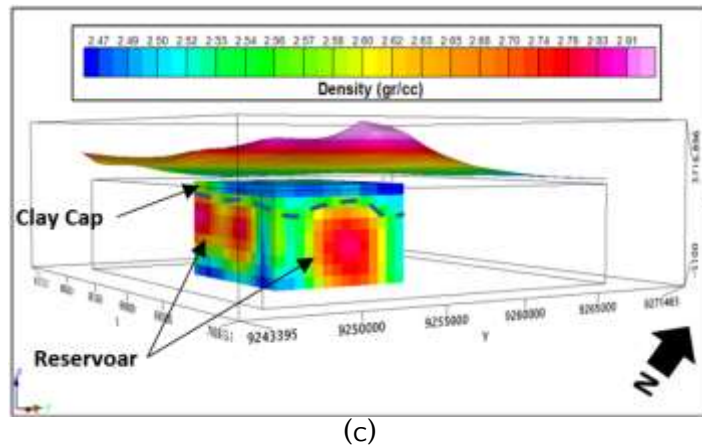 2.47 2.49 2.50 2.52 2.53 2.54 2.56 2.57 2.58 2.60 2.62 2.63 2.65 2.68 2.70 2.74 2.78 2.83 2.91
Density (gr/cc)
Clay Cap
Reservoar
9243395
9250000
9255000
9260000
9265000
9271483
Y
N
(c)